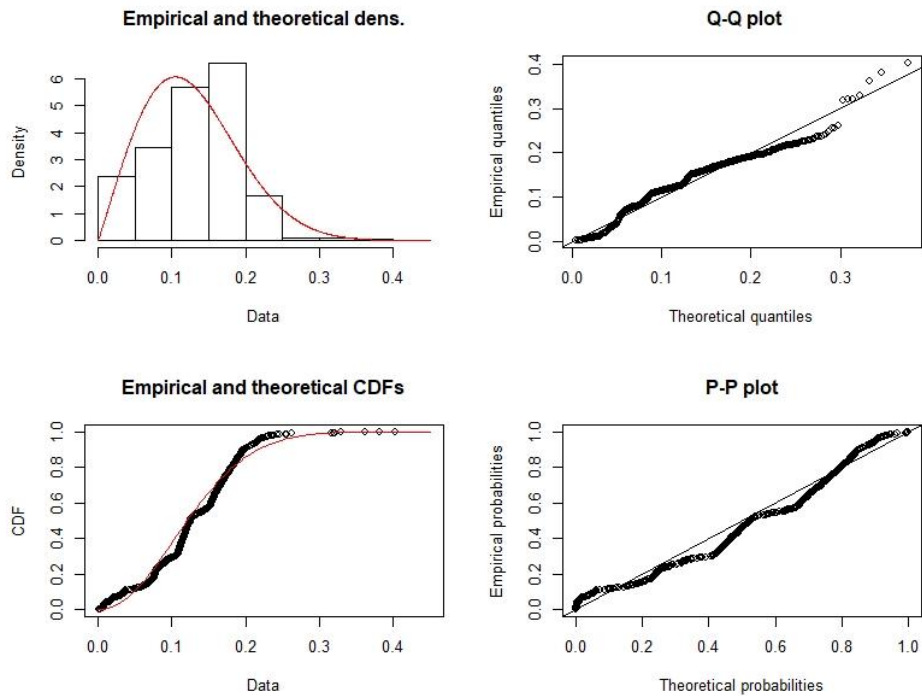 Empirical and theoretical dens.
Density
0 1 2 3 4 5 6
0.0 0.1 0.2 0.3 0.4
Data
Q-Q plot
Empirical quantiles
0.0 0.1 0.2 0.3 0.4
0.0 0.1 0.2 0.3
Theoretical quantiles
Empirical and theoretical CDFs
CDF
0.0 0.2 0.4 0.6 0.8 1.0
0.0 0.1 0.2 0.3 0.4
Data
P-P plot
Empirical probabilities
0.0 0.2 0.4 0.6 0.8 1.0
0.0 0.2 0.4 0.6 0.8 1.0
Theoretical probabilities